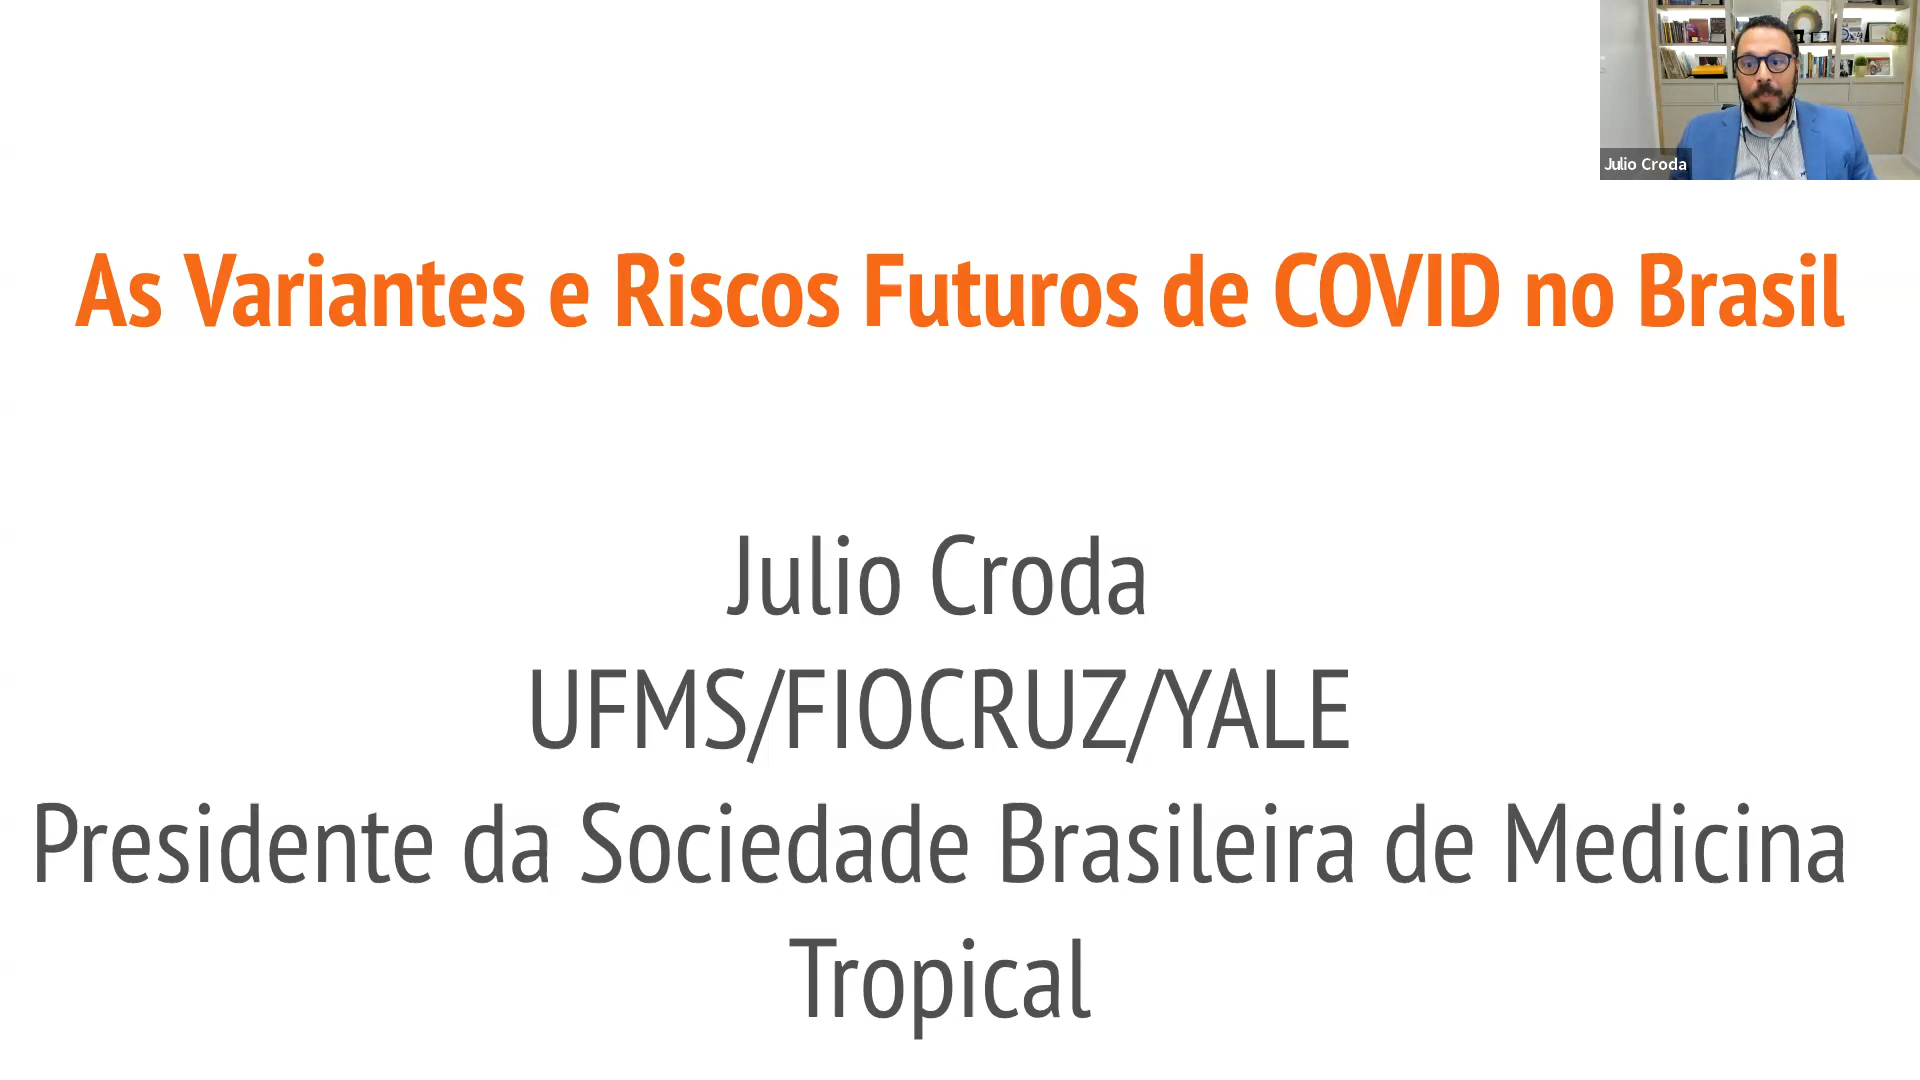 Julio Croda
As Variantes e Riscos Futuros de COVID no Brasil
Julio Croda
UFMS/FIOCRUZ/YALE
Presidente da Sociedade Brasileira de Medicina
Tropical